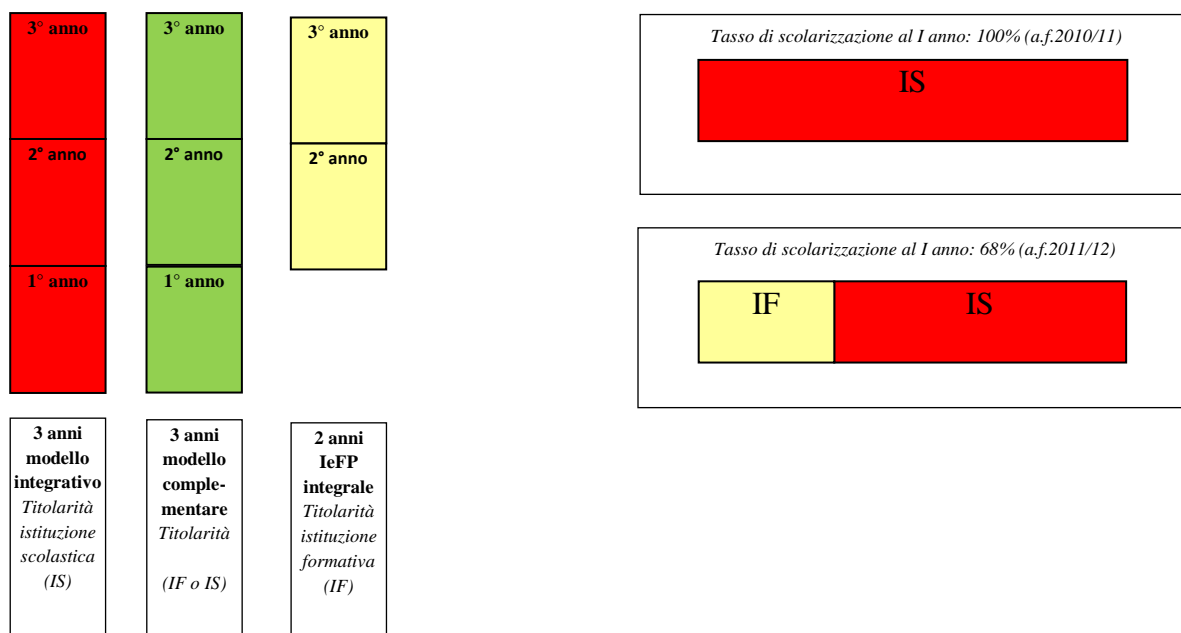 3° anno
2° anno
1° anno
3 anni
modello
integrativo
Titolarità
istituzione
scolastica
(IS)
3° anno
2° anno
1° anno
3 anni
modello
comple-
mentare
Titolarità
(IF o IS)
3° anno
2° anno
2 anni
IeFP
integrale
Titolarità
istituzione
formativa
(IF)
Tasso di scolarizzazione al I anno: 100% (a.f.2010/11)
IS
Tasso di scolarizzazione al I anno: 68% (a.f.2011/12)
IF
IS